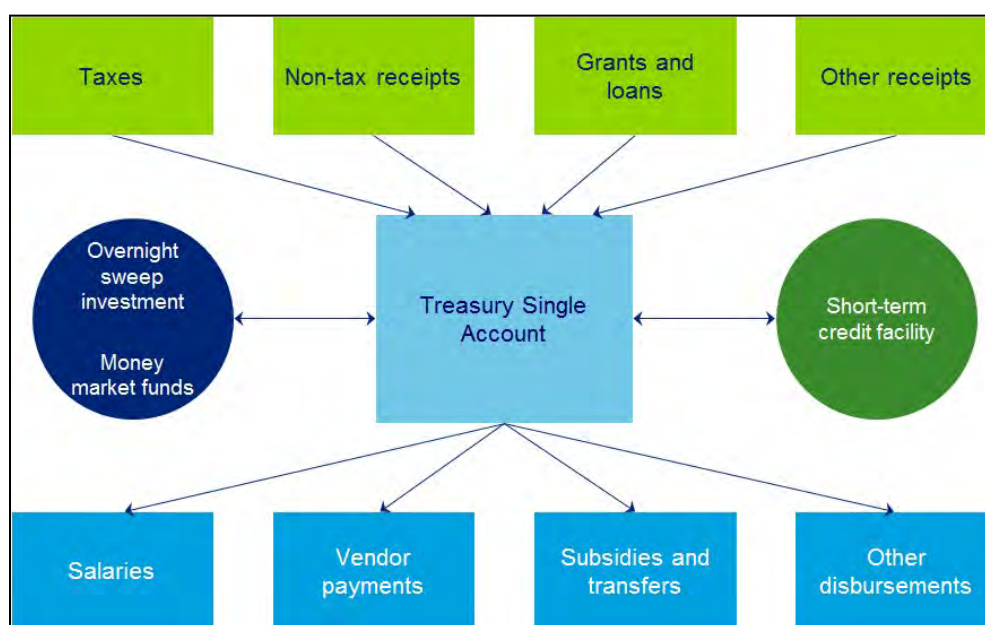 Taxes
Non-tax receipts
Grants and
loans
Other receipts
Overnight
sweep
investment
Money
market funds
Treasury Single
Account
Short-term
credit facility
Salaries
Vendor
payments
Subsidies and
transfers
Other
disbursements